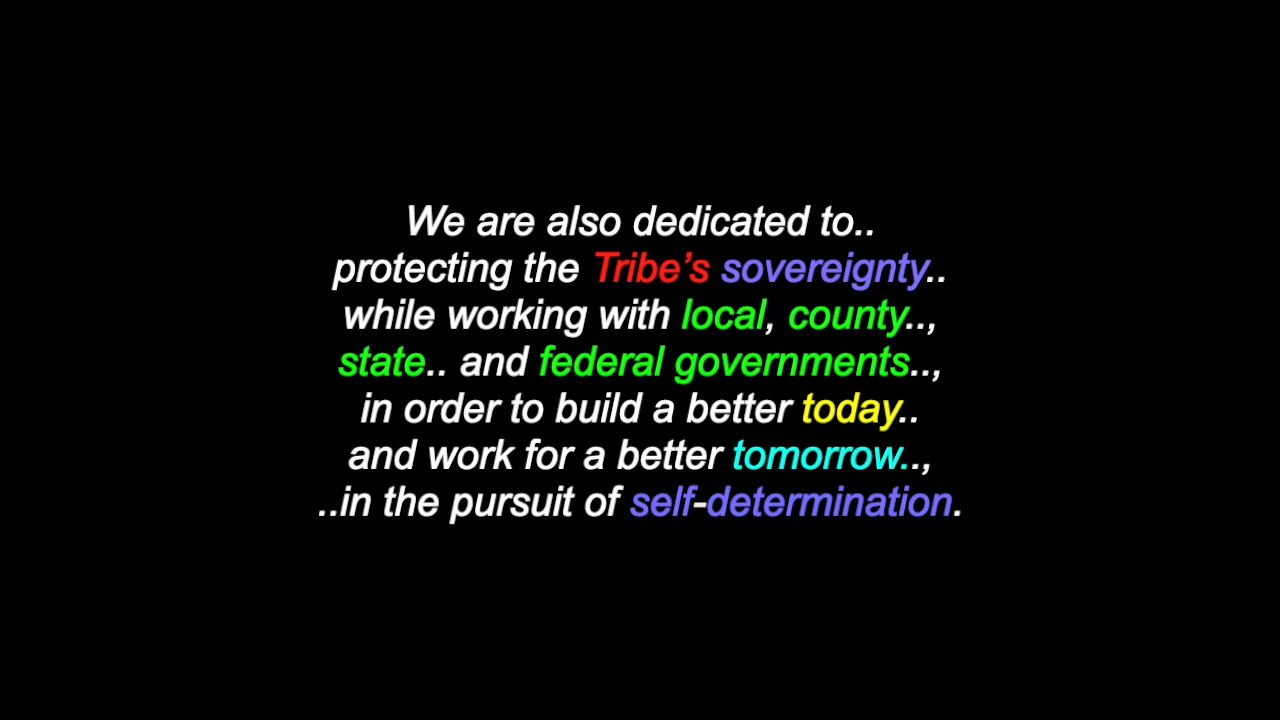 We are also dedicated to..
protecting the Tribe’s sovereignty..
while working with local, county..,
state.. and federal governments..,
in order to build a better today..
and work for a better tomorrow..,
..in the pursuit of self-determination.